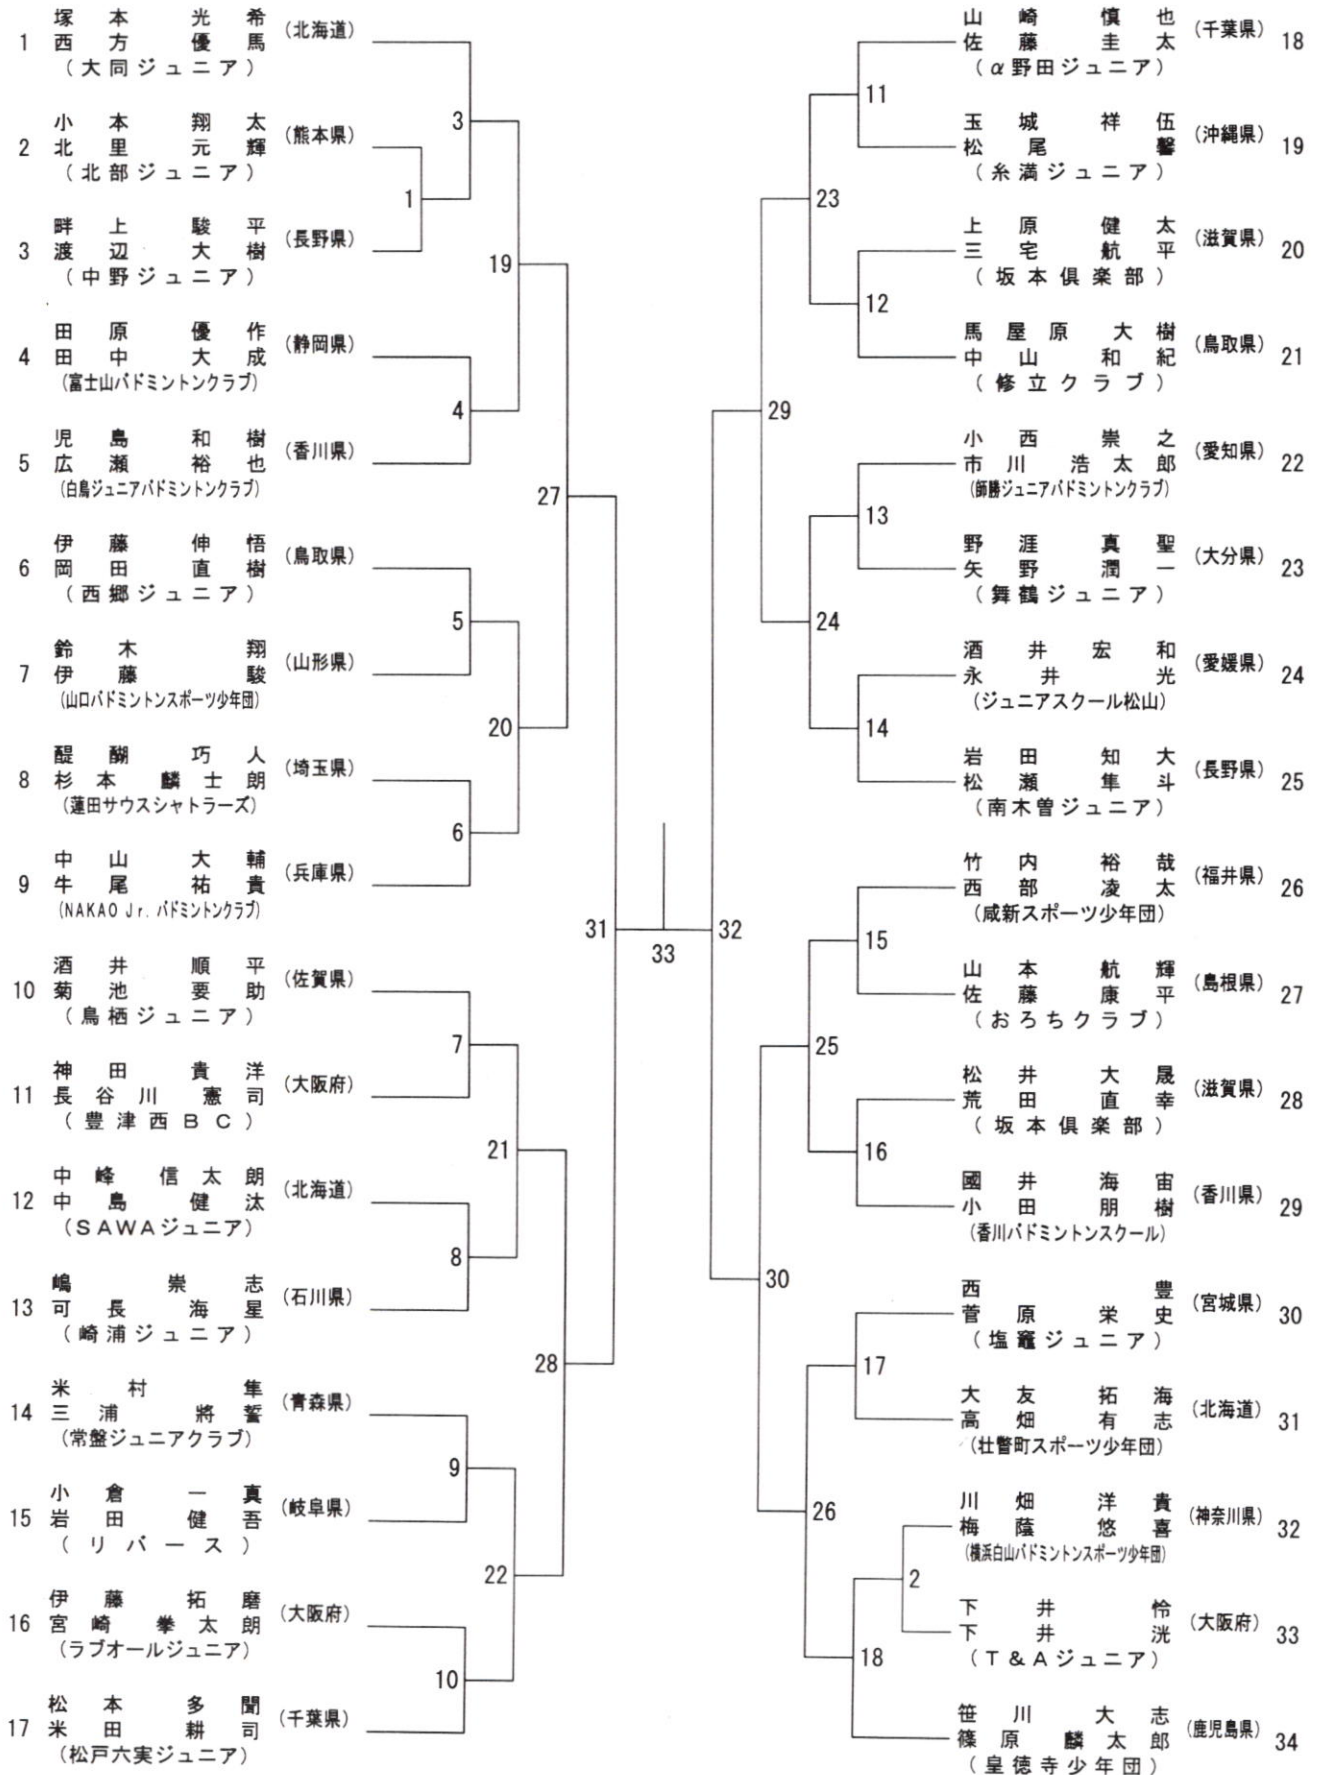 塚本光希
1 西方優馬 (北海道)
(大同ジュニア)
小本翔太
2 北里元輝 (熊本県)
(北部ジュニア)
畔上駿平
3 渡辺大樹 (長野県)
(中野ジュニア)
田原優作
4 田中大成 (静岡県)
(富士山バドミントンクラブ)
児島和樹
5 広瀬裕也 (香川県)
(白鳥ジュニアバドミントンクラブ)
伊藤伸悟
6 岡田直樹 (鳥取県)
(西郷ジュニア)
鈴木翔
7 伊藤駿 (山形県)
(山口バドミントンスポーツ少年団)
醍醐巧人
8 杉本麟士朗 (埼玉県)
(蓮田サウスシャトラーズ)
中山大輔
9 牛尾祐貴 (兵庫県)
(NAKAO Jr. バドミントンクラブ)
酒井順平
10 菊池要助 (佐賀県)
(鳥栖ジュニア)
神田貴洋
11 長谷川憲司 (大阪府)
(豊津西BC)
中峰信太朗
12 中島健汰 (北海道)
(SAWAジュニア)
嶋崇志
13 可長海星 (石川県)
(崎浦ジュニア)
米村隼
14 三浦將誓 (青森県)
(常盤ジュニアクラブ)
小倉一真
15 岩田健吾 (岐阜県)
(リバース)
伊藤拓磨
16 宮崎拳太朗 (大阪府)
(ラブオールジュニア)
松本多聞
17 米田耕司 (千葉県)
(松戸六実ジュニア)
3
1
19
4
27
5
20
6
31
7
21
8
28
9
22
10
33
32
11
23
12
29
13
24
14
15
25
16
30
17
26
2
18
山崎慎也
佐藤圭太 (千葉県) 18
(α野田ジュニア)
玉城祥伍
松尾馨 (沖縄県) 19
(糸満ジュニア)
上原健太
三宅航平 (滋賀県) 20
(坂本倶楽部)
馬屋原大樹
中山和紀 (鳥取県) 21
(修立クラブ)
小西崇之
市川浩太郎 (愛知県) 22
(師勝ジュニアバドミントンクラブ)
野涯真聖
矢野潤一 (大分県) 23
(舞鶴ジュニア)
酒井宏和
永井光 (愛媛県) 24
(ジュニアスクール松山)
岩田知大
松瀬隼斗 (長野県) 25
(南木曽ジュニア)
竹内裕哉
西部凌太 (福井県) 26
(咸新スポーツ少年団)
山本航輝
佐藤康平 (島根県) 27
(おろちクラブ)
松井大晟
荒田直幸 (滋賀県) 28
(坂本倶楽部)
國井海宙
小田朋樹 (香川県) 29
(香川バドミントンスクール)
西豊
菅原栄史 (宮城県) 30
(塩竈ジュニア)
大友拓海
高畑有志 (北海道) 31
(壮瞥町スポーツ少年団)
川畑洋貴
梅蔭悠喜 (神奈川県) 32
(横浜白山バドミントンスポーツ少年団)
下井怜
下井洸 (大阪府) 33
(T&Aジュニア)
笹川大志
篠原麟太郎 (鹿児島県) 34
(皇徳寺少年団)